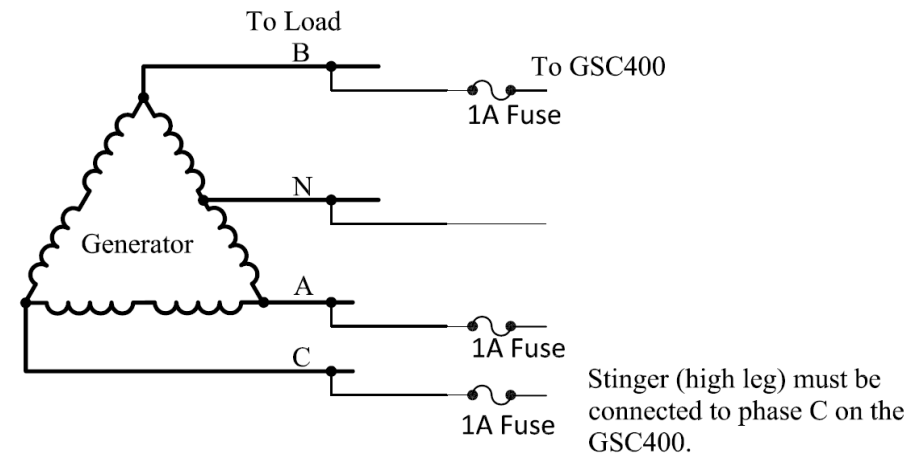 To Load
B
To GSC400
1A Fuse
N
Generator
A
1A Fuse
C
1A Fuse
Stinger (high leg) must be
connected to phase C on the
GSC400.